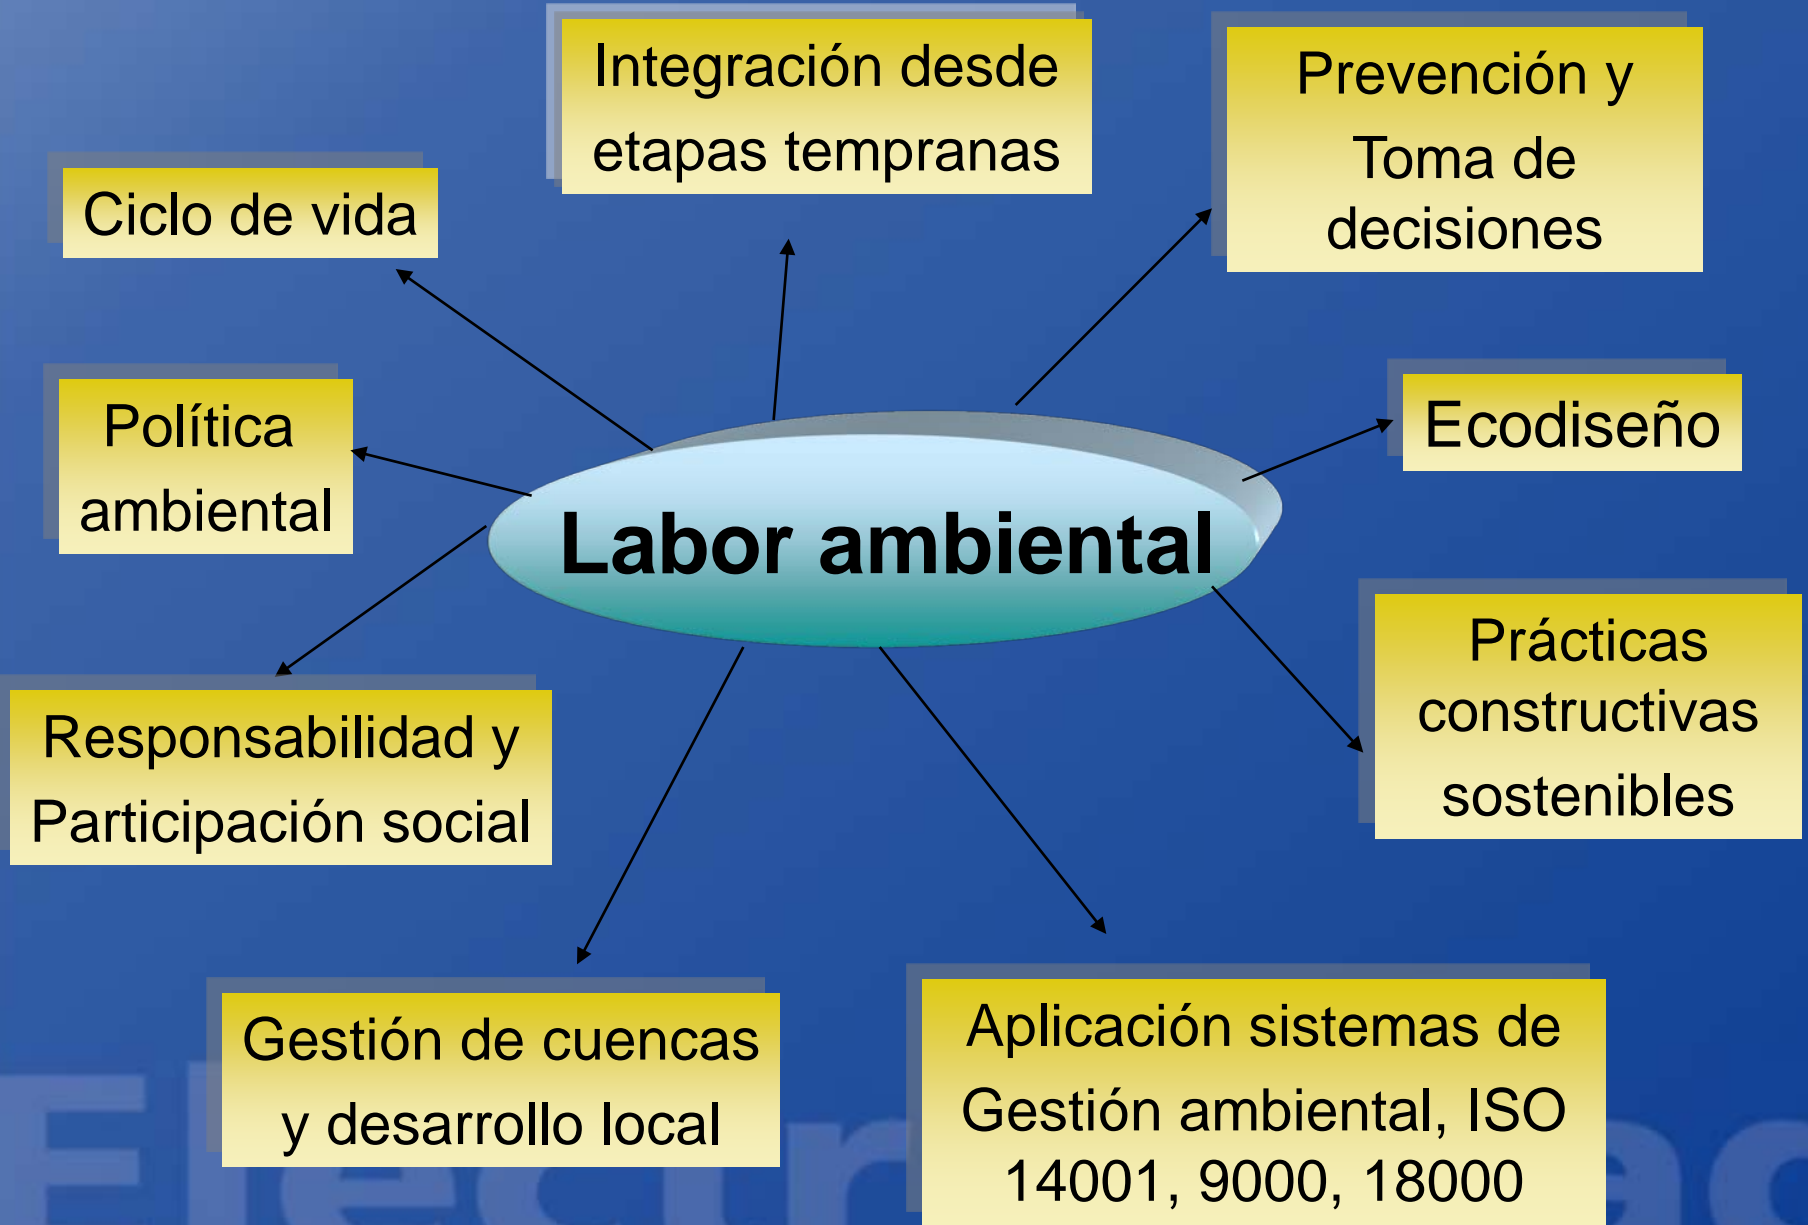 Integración desde
etapas tempranas
Prevención y
Toma de
decisiones
Ciclo de vida
Política
ambiental
Ecodiseño
Labor ambiental
Prácticas
constructivas
sostenibles
Responsabilidad y
Participación social
Gestión de cuencas
y desarrollo local
Aplicación sistemas de
Gestión ambiental, ISO
14001, 9000, 18000